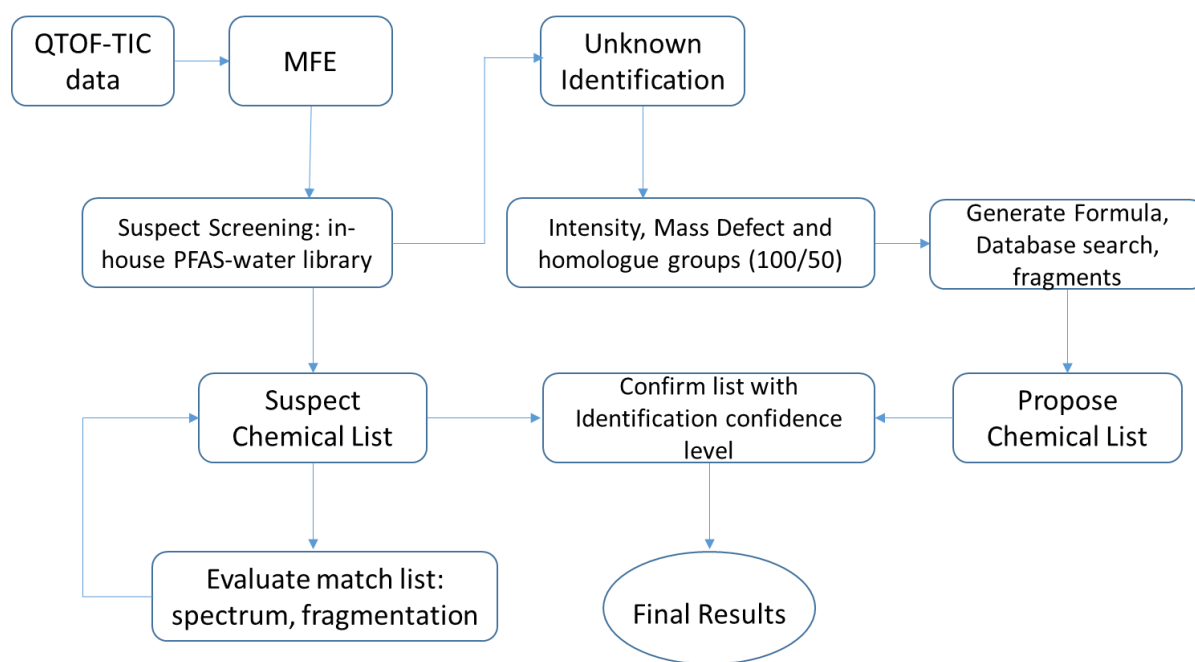 QTOF-TIC
data
MFE
Unknown
Identification
Suspect Screening: in-
house PFAS-water library
Intensity, Mass Defect and
homologue groups (100/50)
Generate Formula,
Database search,
fragments
Suspect
Chemical List
Confirm list with
Identification confidence
level
Propose
Chemical List
Evaluate match list:
spectrum, fragmentation
Final Results